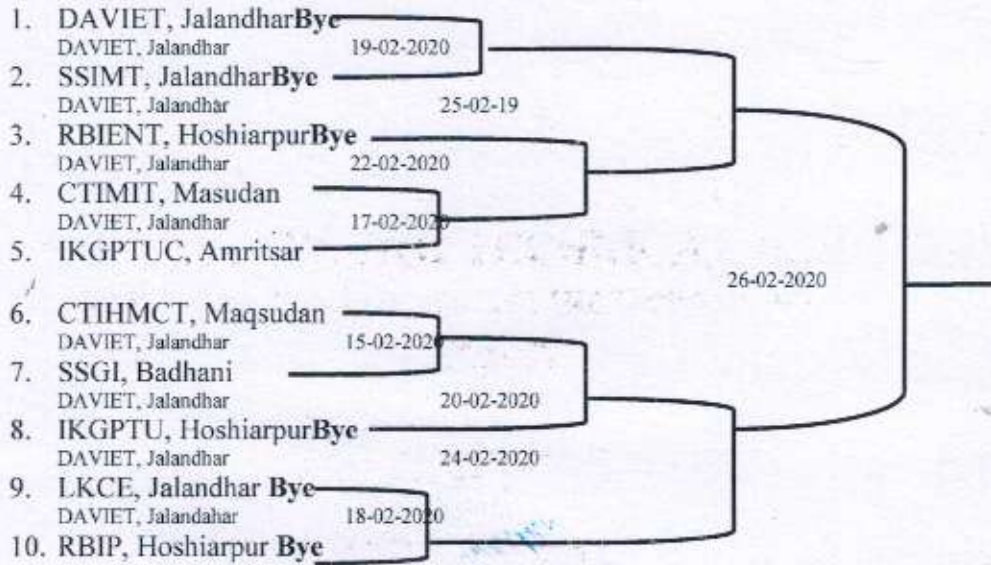 1. DAVIET, JalandharBye
DAVIET, Jalandhar 19-02-2020
2. SSIMT, JalandharBye
DAVIET, Jalandhar 25-02-19
3. RBIENT, HoshiarpurBye
DAVIET, Jalandhar 22-02-2020
4. CTIMIT, Masudan
DAVIET, Jalandhar 17-02-2020
5. IKGPTUC, Amritsar
26-02-2020
6. CTIHMCT, Maqsudan
DAVIET, Jalandhar 15-02-2020
7. SSGI, Badhani
DAVIET, Jalandhar 20-02-2020
8. IKGPTU, HoshiarpurBye
DAVIET, Jalandhar 24-02-2020
9. LKCE, Jalandhar Bye
DAVIET, Jalandahar 18-02-2020
10. RBIP, Hoshiarpur Bye